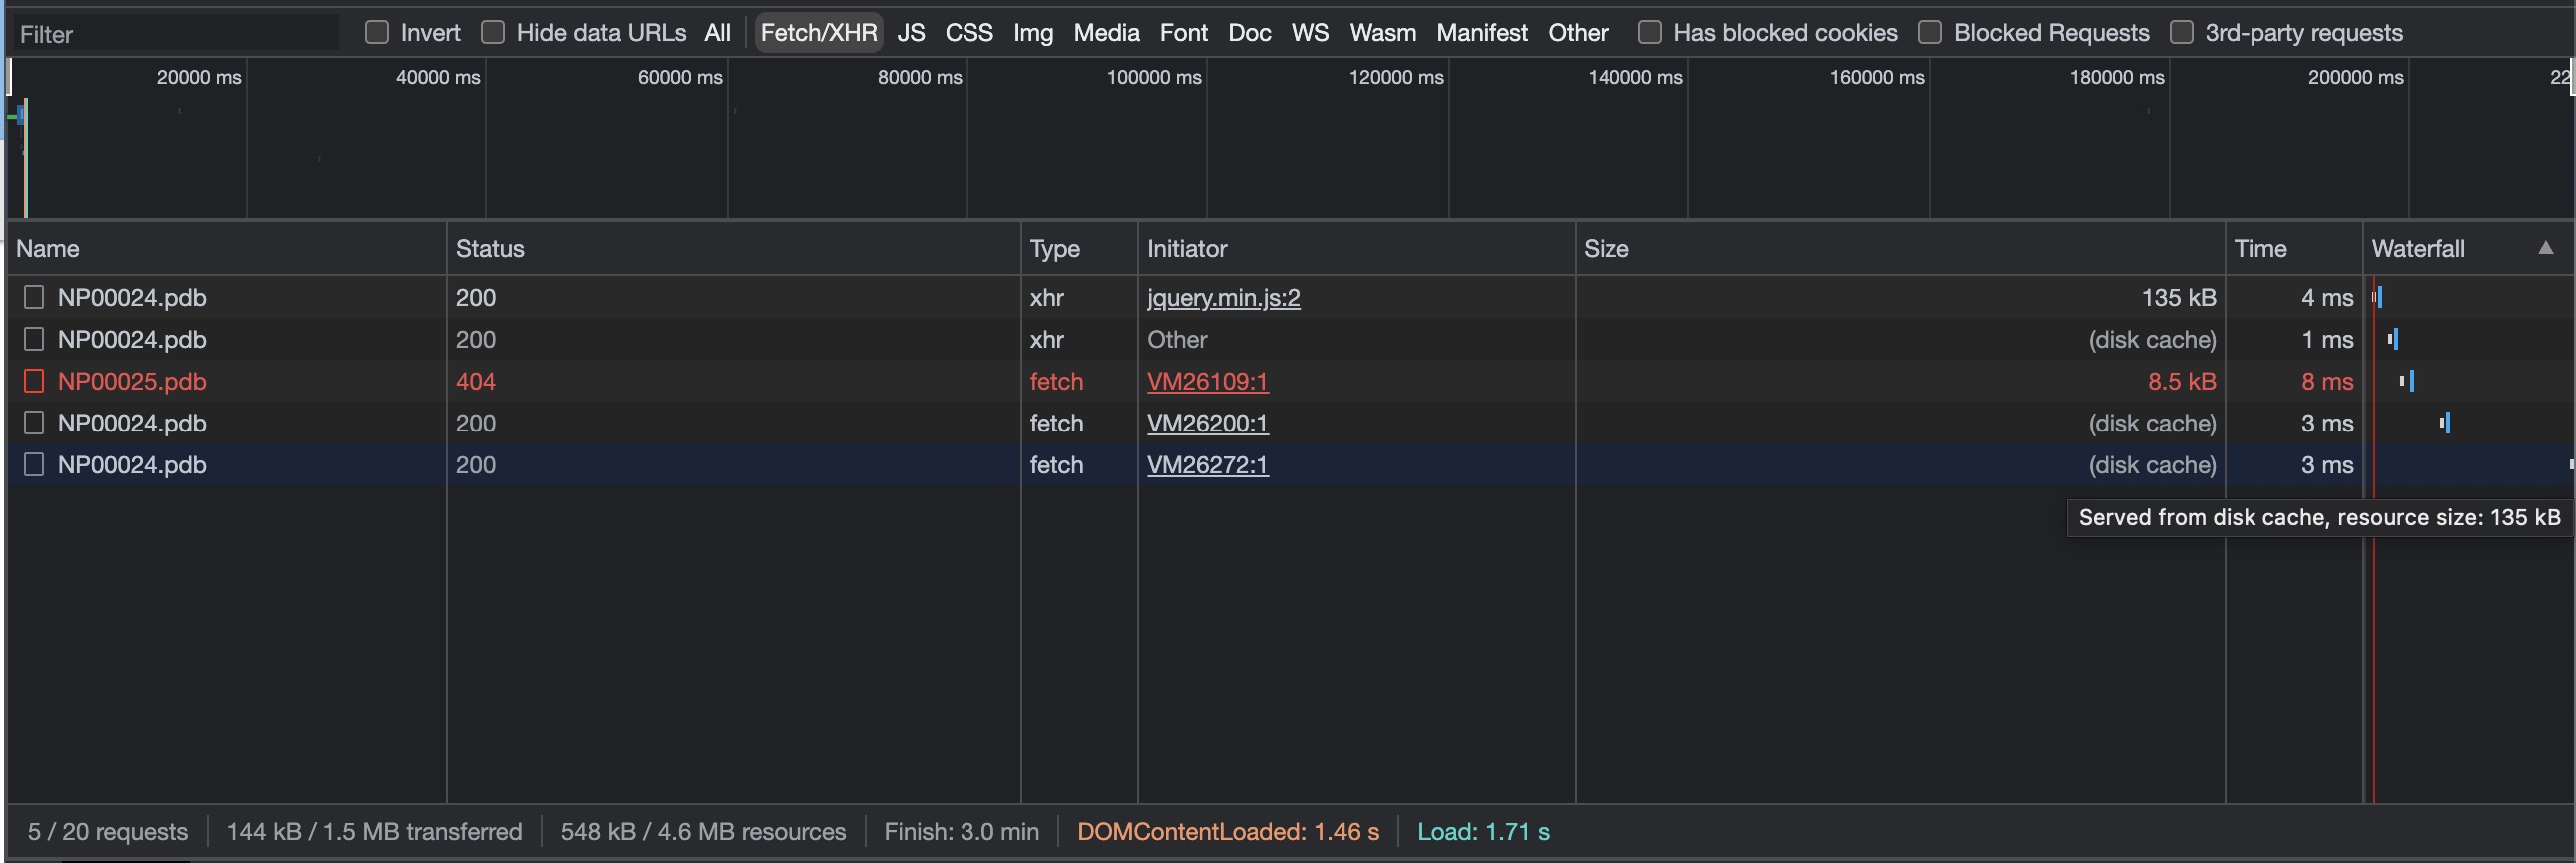 Filter Invert Hide data URLs All Fetch/XHR JS CSS Img Media Font Doc WS Wasm Manifest Other Has blocked cookies Blocked Requests 3rd-party requests
20000 ms 40000 ms 60000 ms 80000 ms 100000 ms 120000 ms 140000 ms 160000 ms 180000 ms 200000 ms 22
Name Status Type Initiator Size Time Waterfall
NP00024.pdb 200 xhr jquery.min.js:2 135 kB 4 ms
NP00024.pdb 200 xhr Other (disk cache) 1 ms
NP00025.pdb 404 fetch VM26109:1 8.5 kB 8 ms
NP00024.pdb 200 fetch VM26200:1 (disk cache) 3 ms
NP00024.pdb 200 fetch VM26272:1 (disk cache) 3 ms
Served from disk cache, resource size: 135 kB
5 / 20 requests 144 kB / 1.5 MB transferred 548 kB / 4.6 MB resources Finish: 3.0 min DOMContentLoaded: 1.46 s Load: 1.71 s